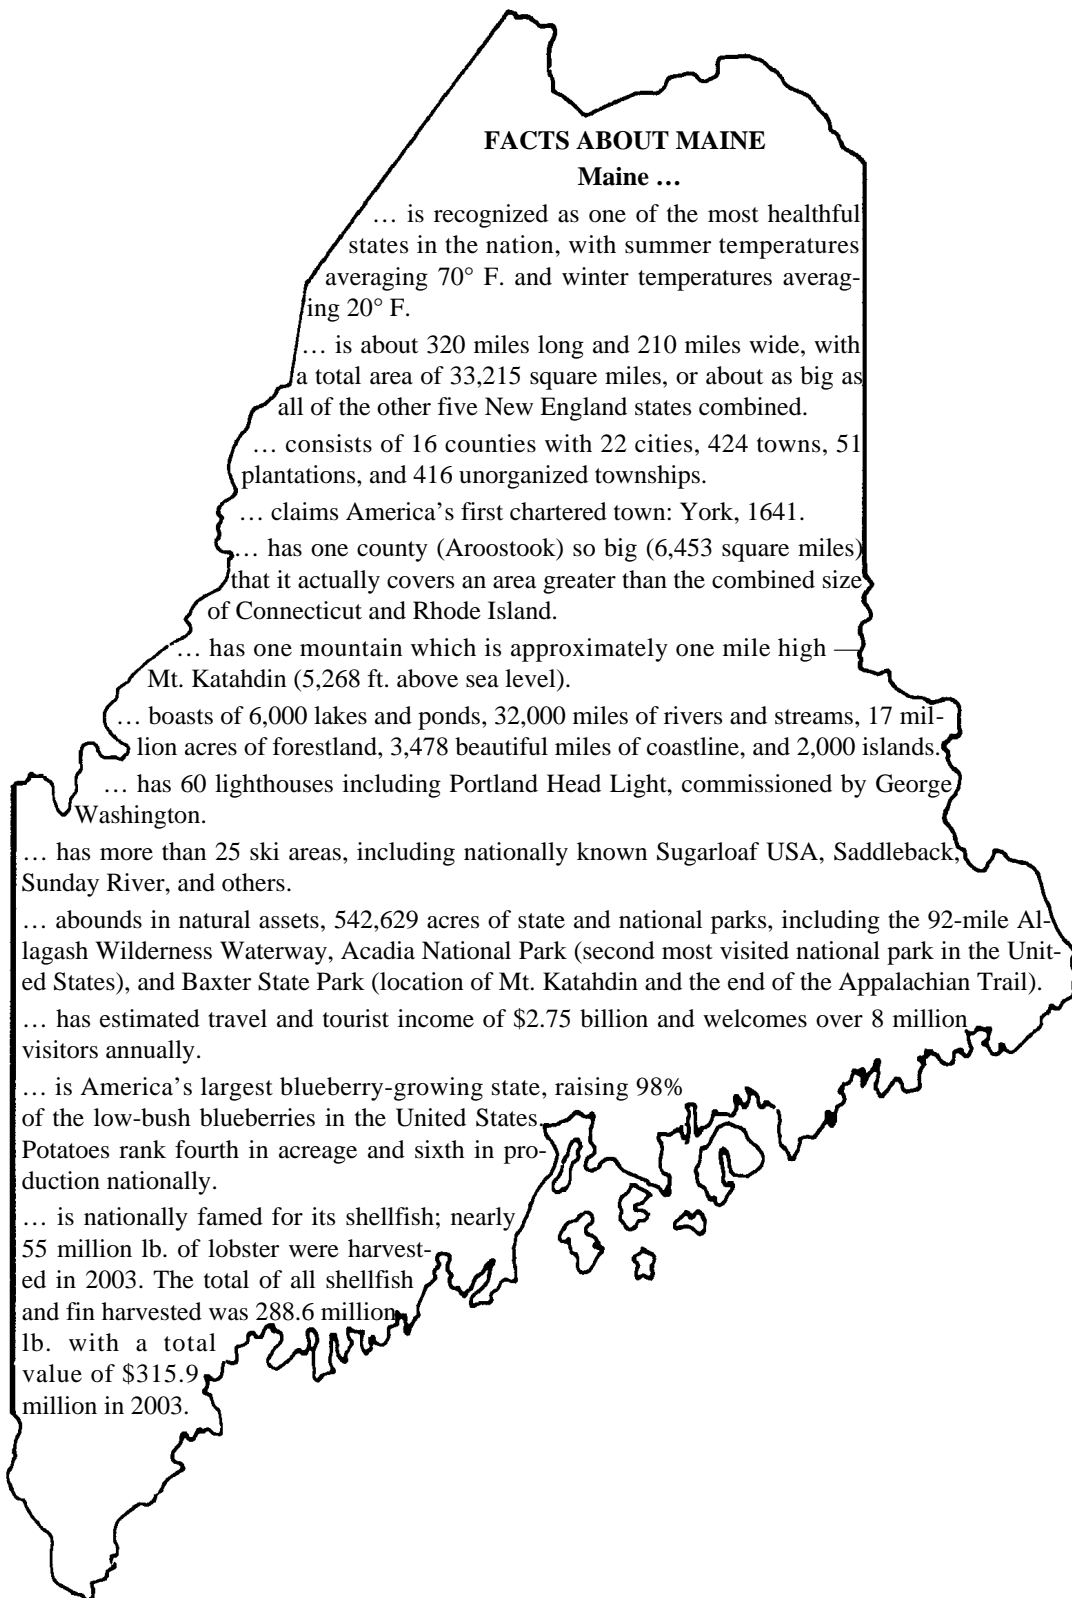 FACTS ABOUT MAINE
Maine …
… is recognized as one of the most healthful
states in the nation, with summer temperatures
averaging 70° F. and winter temperatures averag-
ing 20° F.
… is about 320 miles long and 210 miles wide, with
a total area of 33,215 square miles, or about as big as
all of the other five New England states combined.
… consists of 16 counties with 22 cities, 424 towns, 51
plantations, and 416 unorganized townships.
… claims America’s first chartered town: York, 1641.
… has one county (Aroostook) so big (6,453 square miles)
that it actually covers an area greater than the combined size
of Connecticut and Rhode Island.
… has one mountain which is approximately one mile high —
Mt. Katahdin (5,268 ft. above sea level).
… boasts of 6,000 lakes and ponds, 32,000 miles of rivers and streams, 17 mil-
lion acres of forestland, 3,478 beautiful miles of coastline, and 2,000 islands.
… has 60 lighthouses including Portland Head Light, commissioned by George
Washington.
… has more than 25 ski areas, including nationally known Sugarloaf USA, Saddleback,
Sunday River, and others.
… abounds in natural assets, 542,629 acres of state and national parks, including the 92-mile Al-
lagash Wilderness Waterway, Acadia National Park (second most visited national park in the Unit-
ed States), and Baxter State Park (location of Mt. Katahdin and the end of the Appalachian Trail).
… has estimated travel and tourist income of $2.75 billion and welcomes over 8 million
visitors annually.
… is America’s largest blueberry-growing state, raising 98%
of the low-bush blueberries in the United States.
Potatoes rank fourth in acreage and sixth in pro-
duction nationally.
… is nationally famed for its shellfish; nearly
55 million lb. of lobster were harvest-
ed in 2003. The total of all shellfish
and fin harvested was 288.6 million
lb. with a total
value of $315.9
million in 2003.